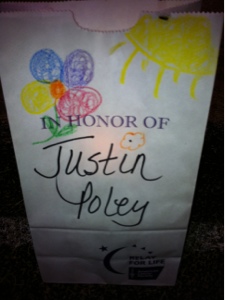 IN HONOR OF
Justin
Poley
RELAY
FOR LIFE